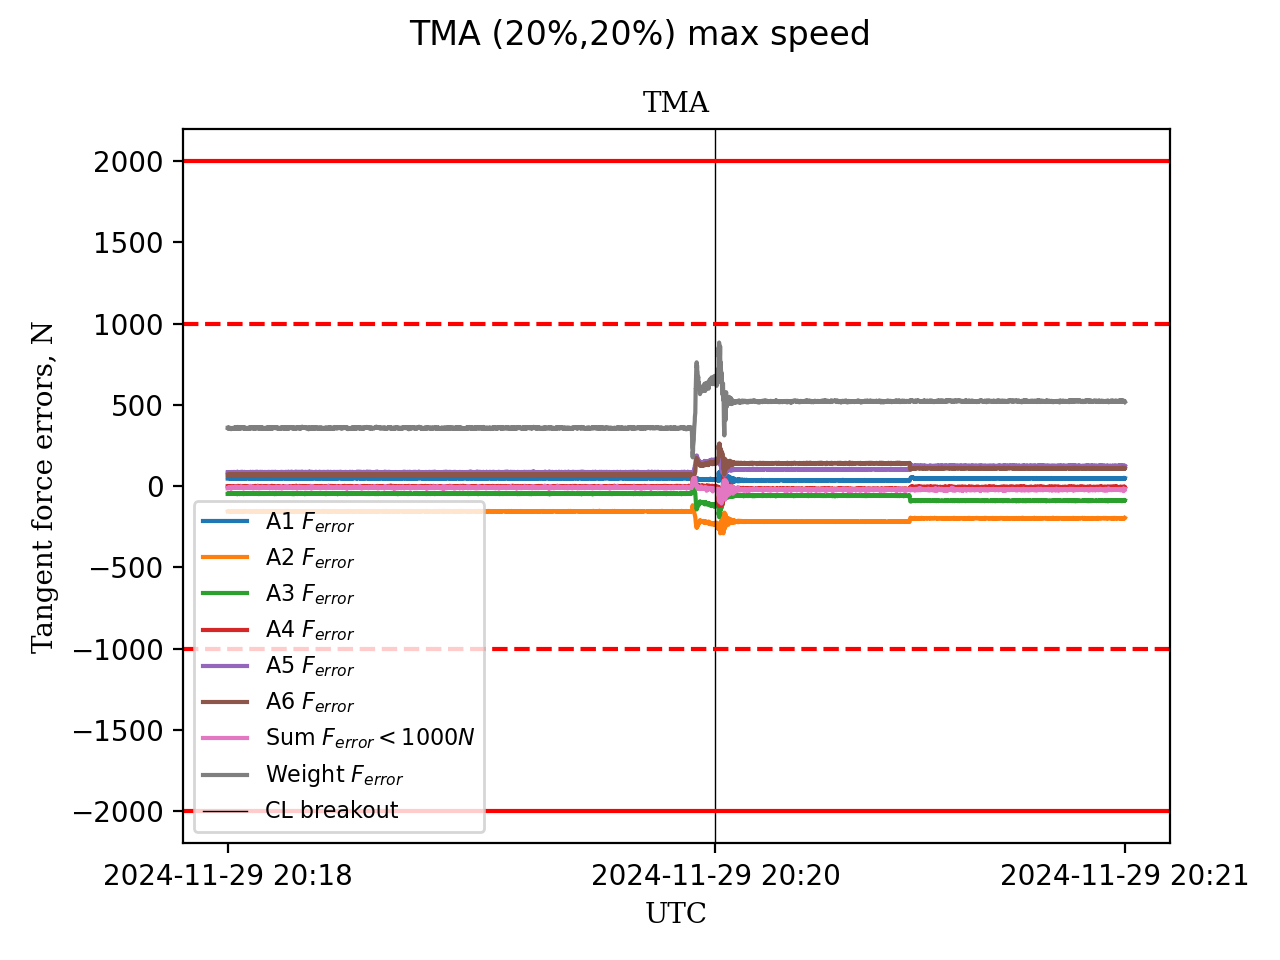 TMA (20%,20%) max speed
TMA
2000
1500
1000
500
0
−500
−1000
−1500
−2000
Tangent force errors, N
A1 F_error
A2 F_error
A3 F_error
A4 F_error
A5 F_error
A6 F_error
Sum F_error < 1000N
Weight F_error
CL breakout
2024-11-29 20:18
2024-11-29 20:20
2024-11-29 20:21
UTC